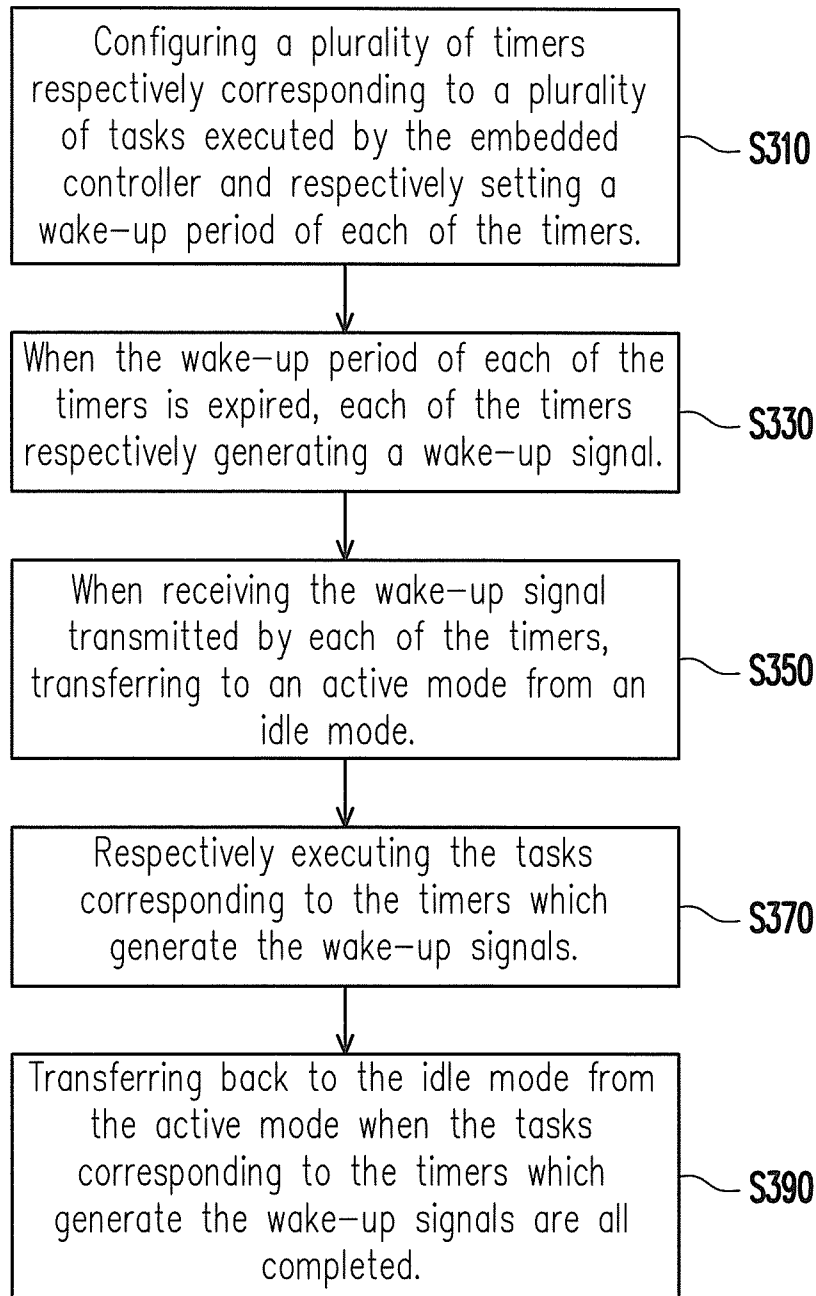 Configuring a plurality of timers
respectively corresponding to a plurality
of tasks executed by the embedded
controller and respectively setting a
wake-up period of each of the timers.
S310
When the wake-up period of each of the
timers is expired, each of the timers
respectively generating a wake-up signal.
S330
When receiving the wake-up signal
transmitted by each of the timers,
transferring to an active mode from an
idle mode.
S350
Respectively executing the tasks
corresponding to the timers which
generate the wake-up signals.
S370
Transferring back to the idle mode from
the active mode when the tasks
corresponding to the timers which
generate the wake-up signals are all
completed.
S390